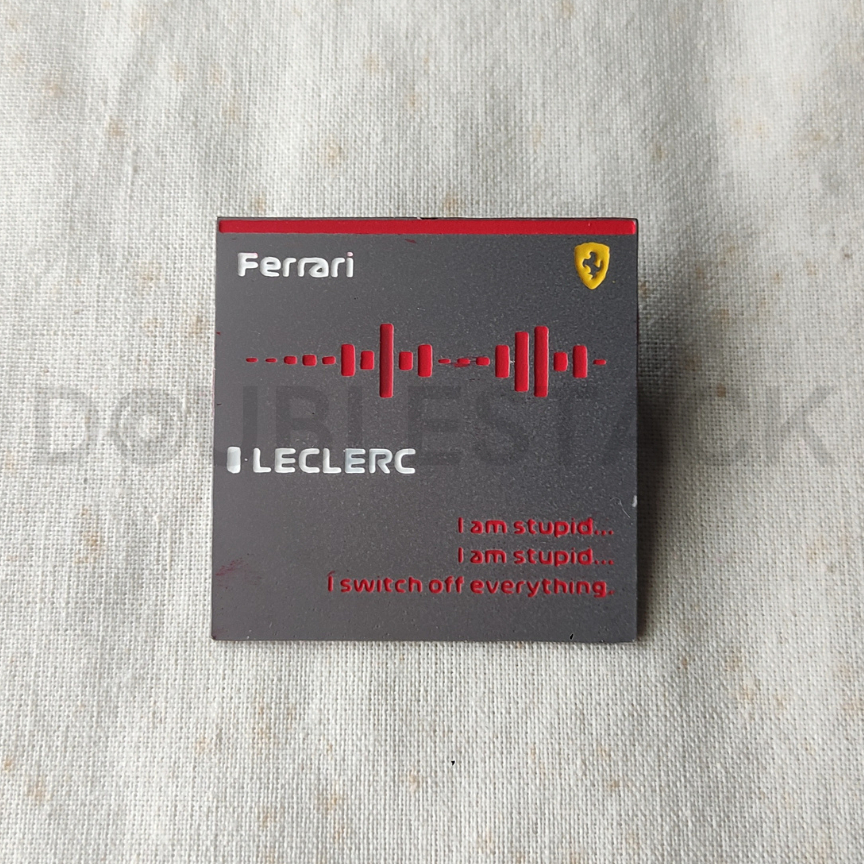 Ferrari
DOUBLESTACK
LECLERC
I am stupid...
I am stupid...
I switch off everything.